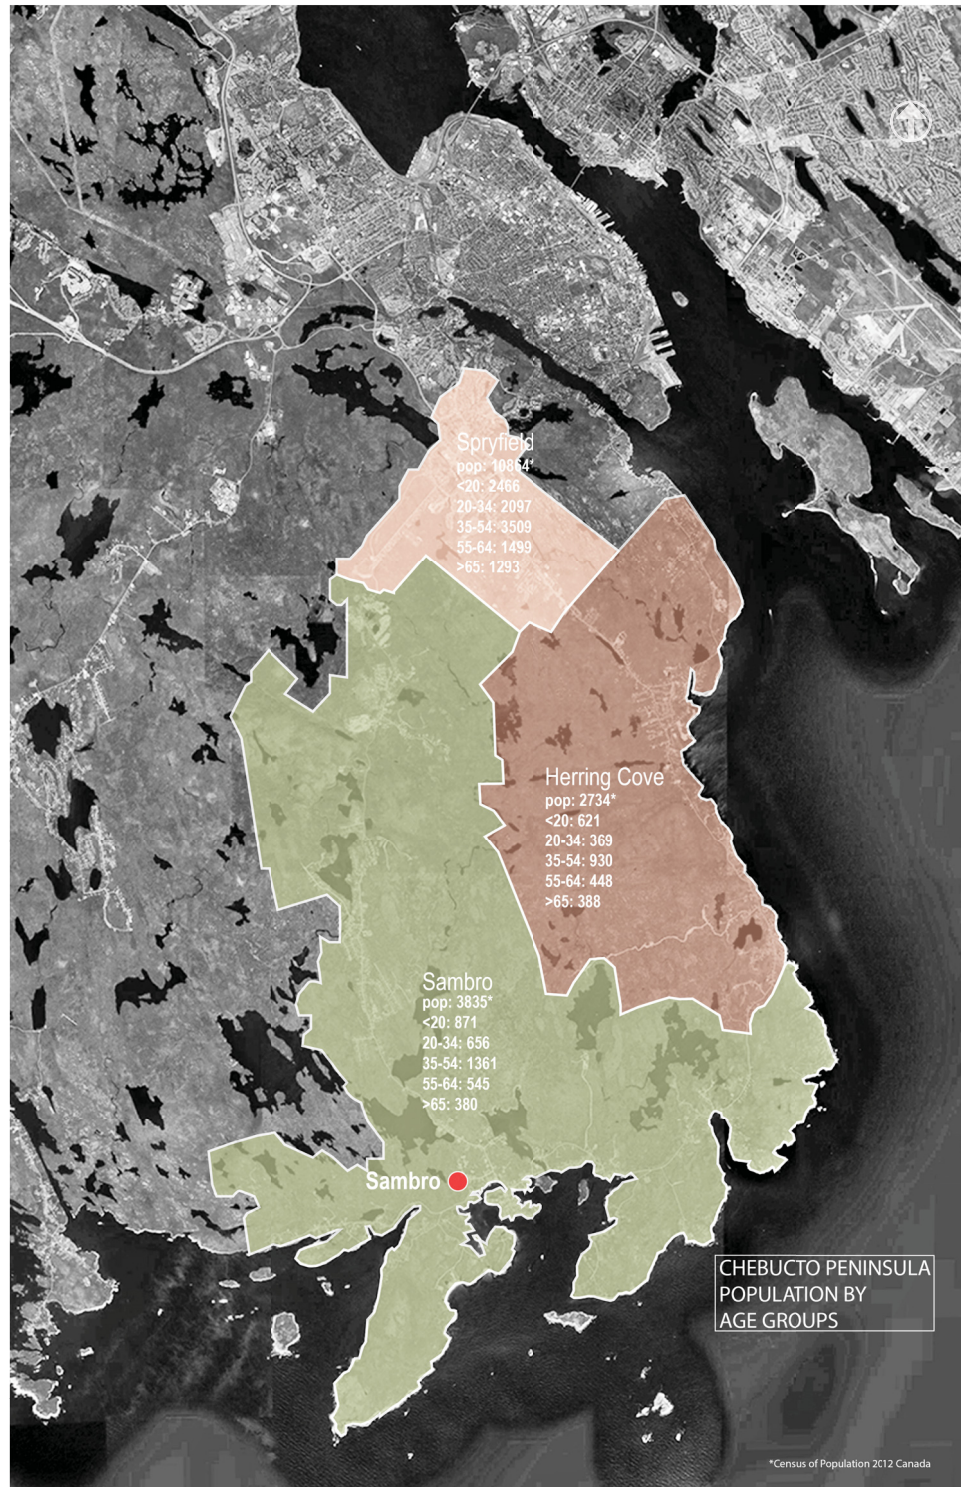 Spryfield
pop: 10864*
<20: 2466
20-34: 2097
35-54: 3509
55-64: 1499
>65: 1293
Herring Cove
pop: 2734*
<20: 621
20-34: 369
35-54: 930
55-64: 448
>65: 388
Sambro
pop: 3835*
<20: 871
20-34: 656
35-54: 1361
55-64: 545
>65: 380
Sambro
CHEBUCTO PENINSULA
POPULATION BY
AGE GROUPS
*Census of Population 2012 Canada